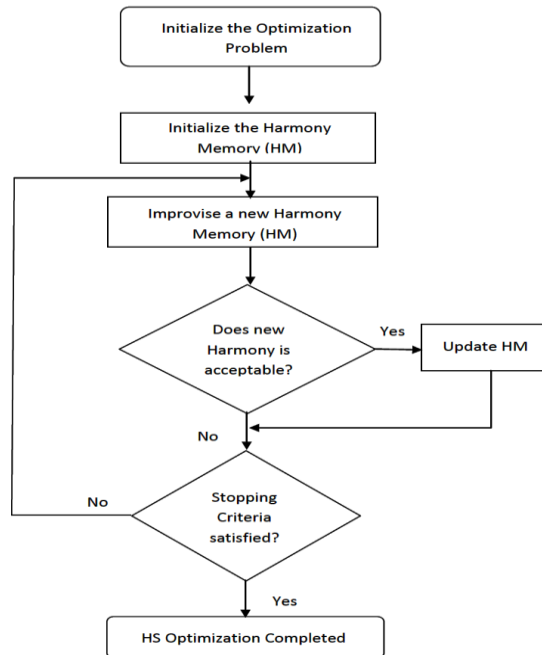 Initialize the Optimization
Problem
Initialize the Harmony
Memory (HM)
Improvise a new Harmony
Memory (HM)
Does new
Harmony is
acceptable?
Yes
Update HM
No
Stopping
Criteria
satisfied?
No
Yes
HS Optimization Completed